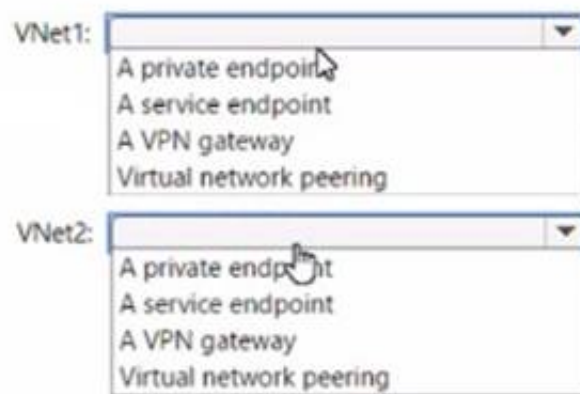 VNet1:
A private endpoint
A service endpoint
A VPN gateway
Virtual network peering
VNet2:
A private endpoint
A service endpoint
A VPN gateway
Virtual network peering